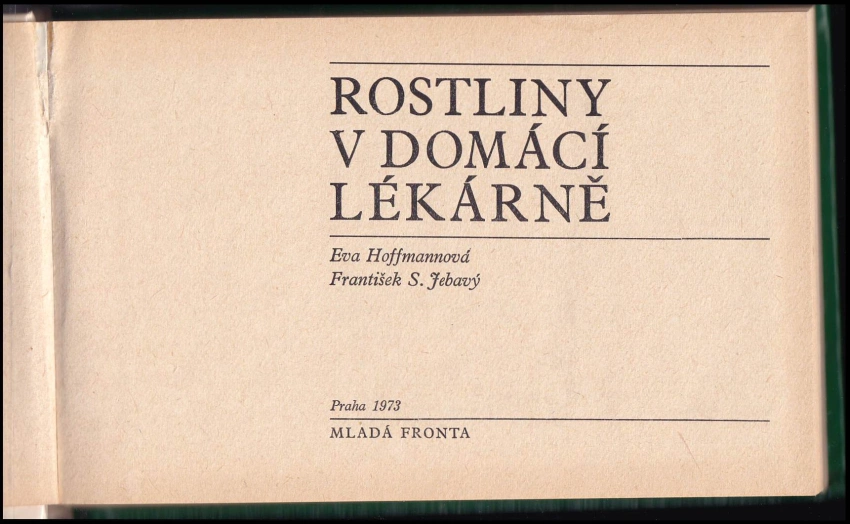 ROSTLINY
V DOMÁCÍ
LÉKÁRNĚ
Eva Hoffmannová
František S. Jebavý
Praha 1973
MLADÁ FRONTA